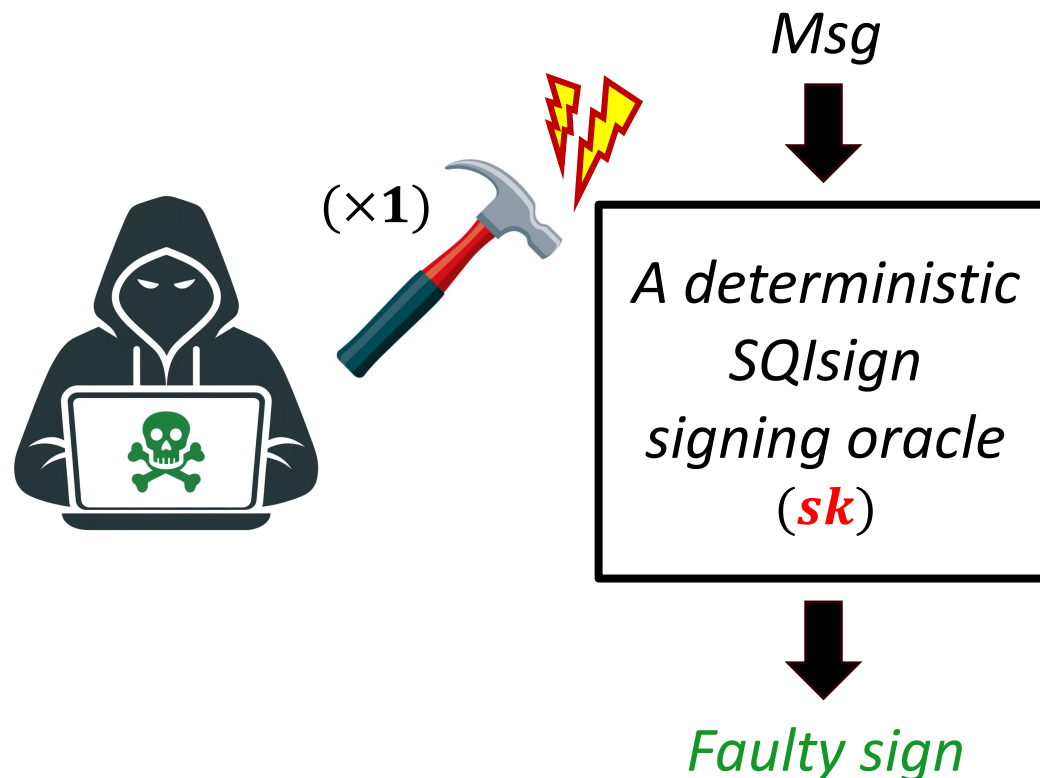 Msg
(×1)
A deterministic
SQIsign
signing oracle
(sk)
Faulty sign